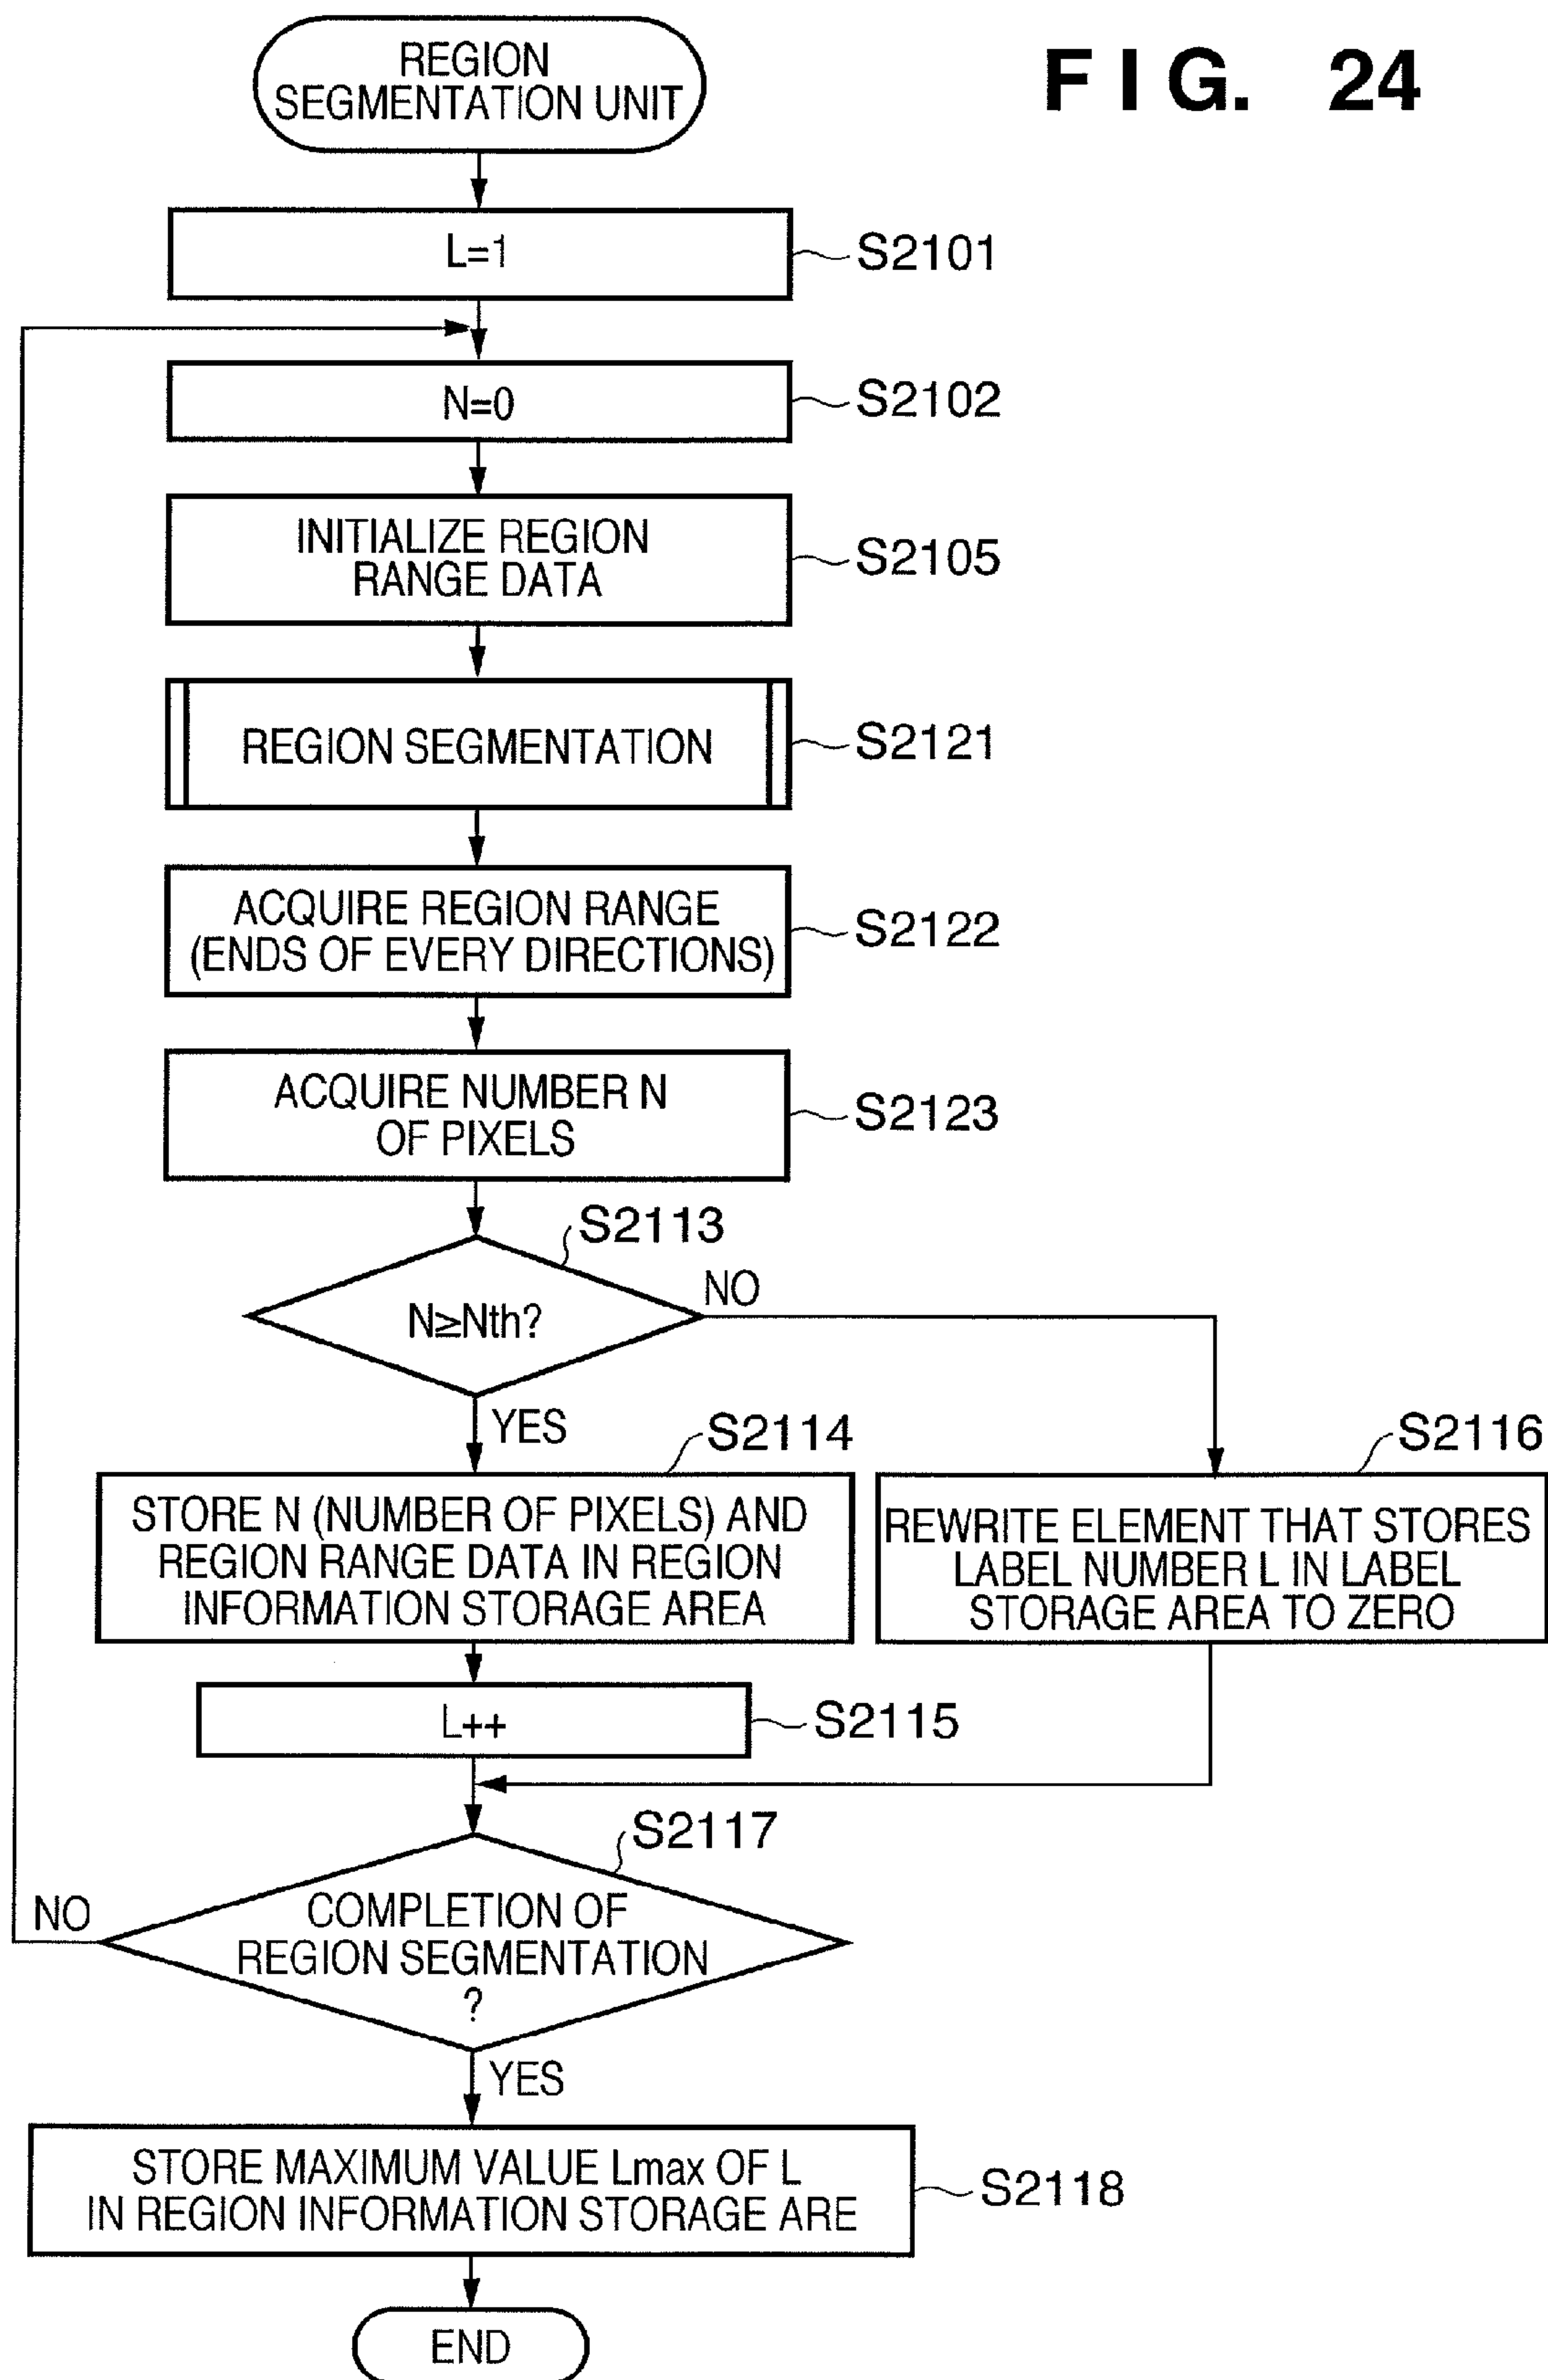 FIG. 24
REGION
SEGMENTATION UNIT
L=1
S2101
N=0
S2102
INITIALIZE REGION
RANGE DATA
S2105
REGION SEGMENTATION
S2121
ACQUIRE REGION RANGE
(ENDS OF EVERY DIRECTIONS)
S2122
ACQUIRE NUMBER N
OF PIXELS
S2123
S2113
N≥Nth?
NO
YES
S2114
STORE N (NUMBER OF PIXELS) AND
REGION RANGE DATA IN REGION
INFORMATION STORAGE AREA
S2116
REWRITE ELEMENT THAT STORES
LABEL NUMBER L IN LABEL
STORAGE AREA TO ZERO
L++
S2115
S2117
NO
COMPLETION OF
REGION SEGMENTATION
?
YES
STORE MAXIMUM VALUE Lmax OF L
IN REGION INFORMATION STORAGE ARE
S2118
END